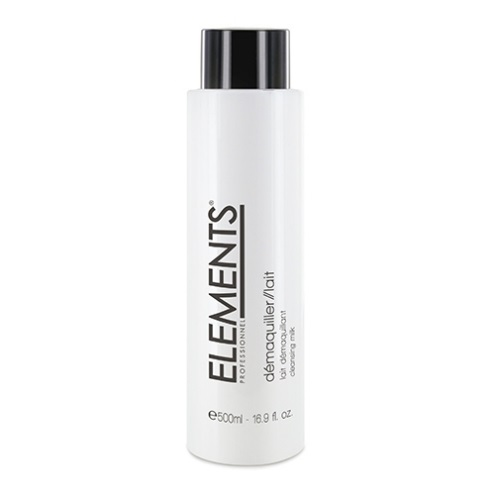 ELEMENTS®
PROFESSIONNEL
démaquiller//lait
lait démaquillant
cleansing milk
℮500ml - 16.9 fl. oz.